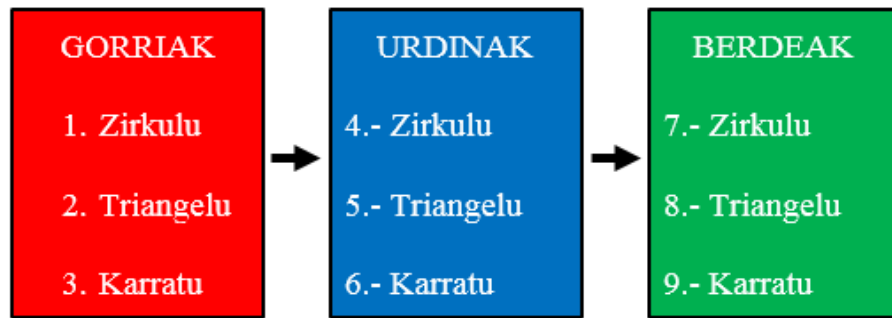 GORRIAK
1. Zirkulu
2. Triangelu
3. Karratu
URDINAK
4.- Zirkulu
5.- Triangelu
6.- Karratu
BERDEAK
7.- Zirkulu
8.- Triangelu
9.- Karratu